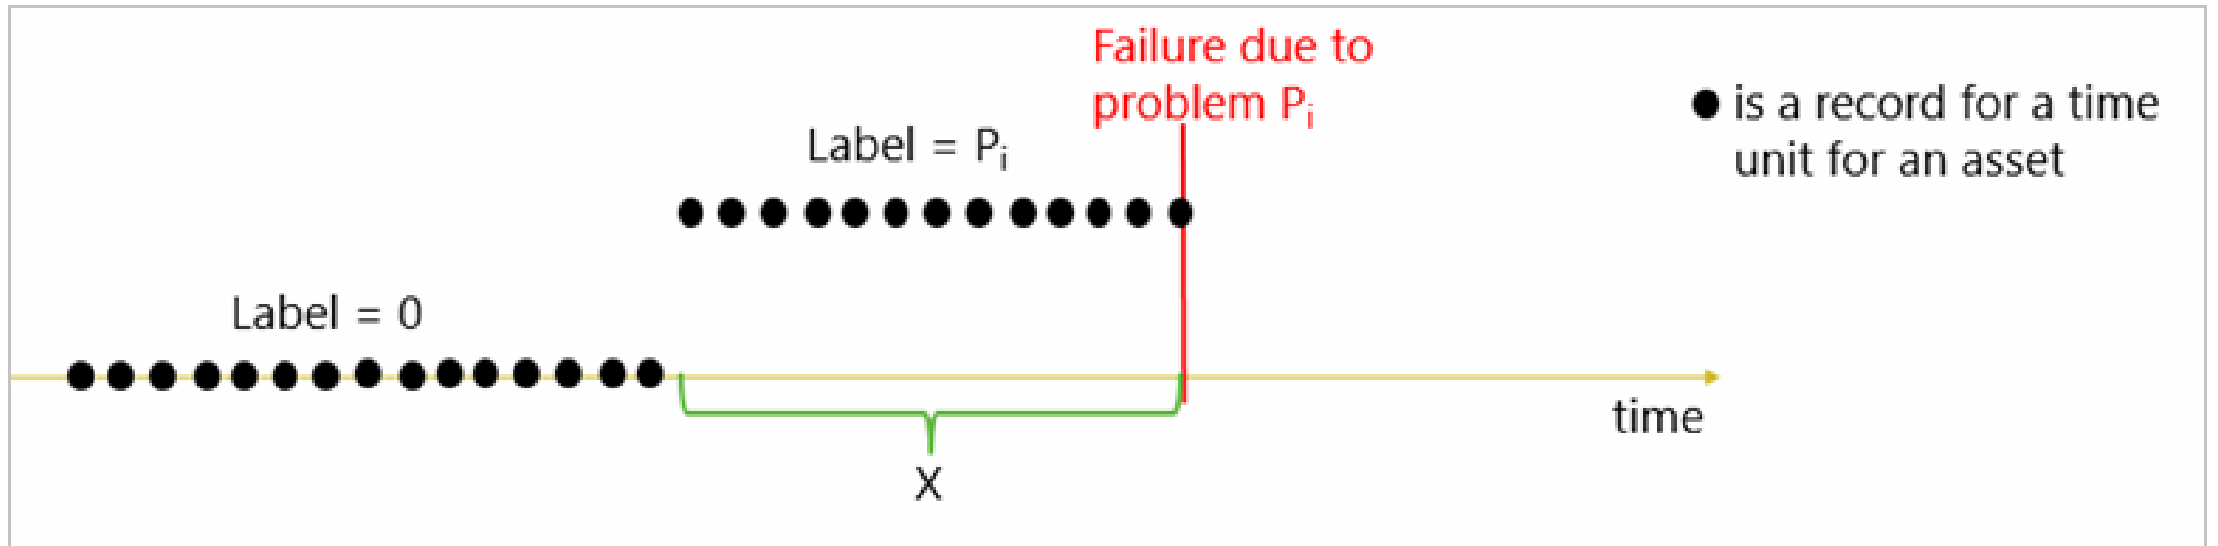 Failure due to
problem Pi
● is a record for a time
unit for an asset
Label = Pi
Label = 0
time
X